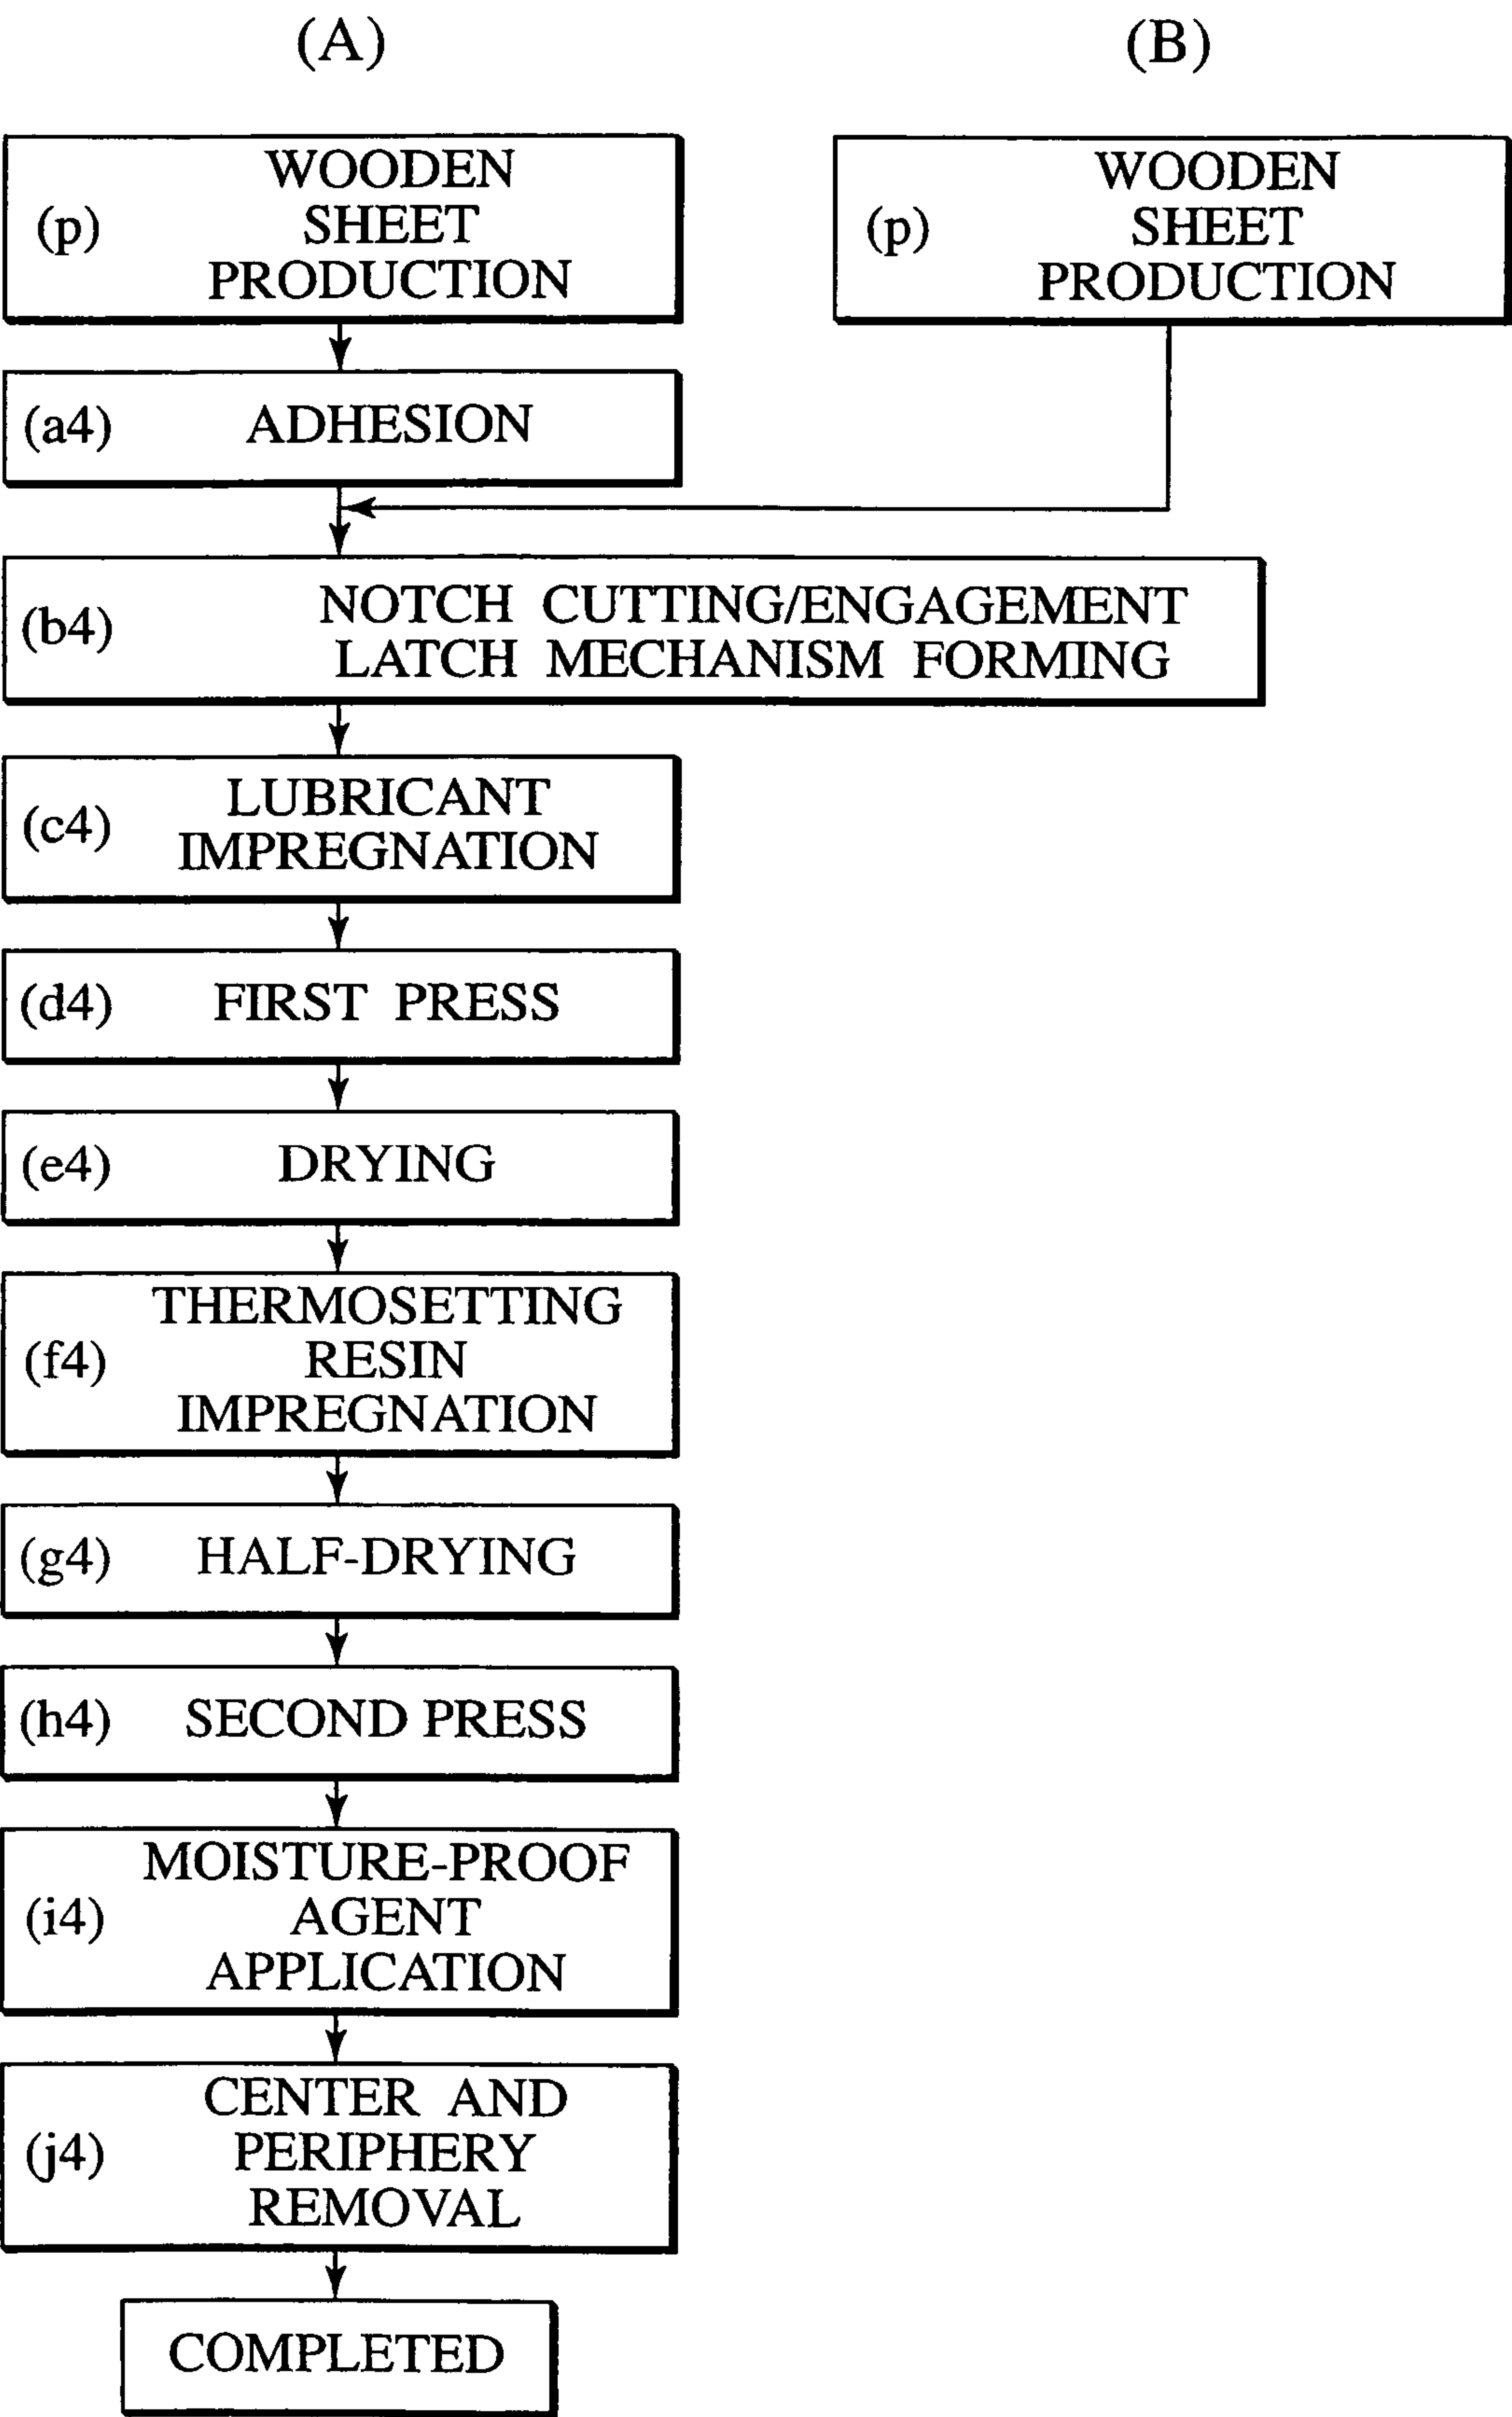 (A)
(B)
(p)
WOODEN
SHEET
PRODUCTION
(p)
WOODEN
SHEET
PRODUCTION
(a4)
ADHESION
(b4)
NOTCH CUTTING/ENGAGEMENT
LATCH MECHANISM FORMING
(c4)
LUBRICANT
IMPREGNATION
(d4)
FIRST PRESS
(e4)
DRYING
(f4)
THERMOSETTING
RESIN
IMPREGNATION
(g4)
HALF-DRYING
(h4)
SECOND PRESS
(i4)
MOISTURE-PROOF
AGENT
APPLICATION
(j4)
CENTER AND
PERIPHERY
REMOVAL
COMPLETED